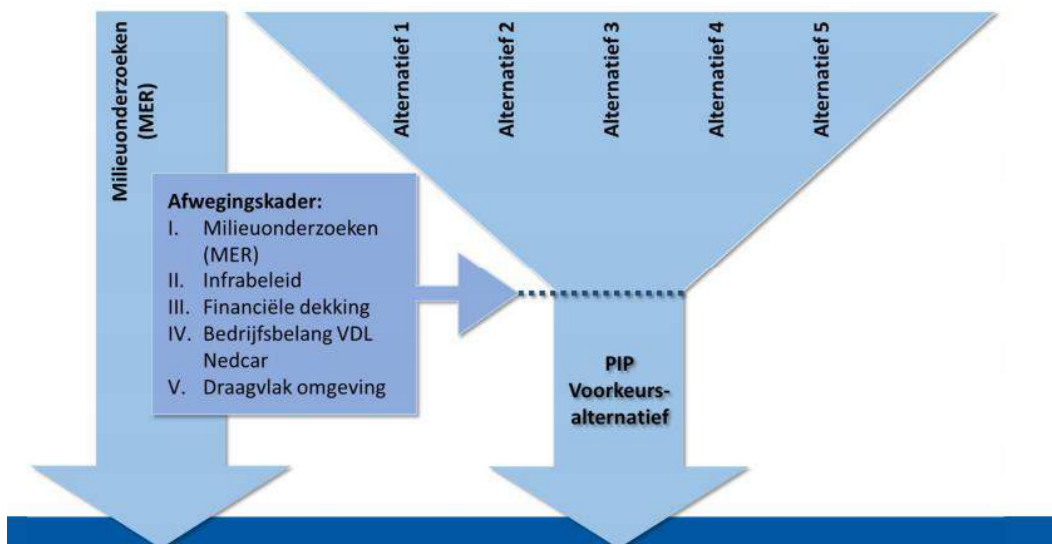 Milieuonderzoeken
(MER)
Alternatief 1
Alternatief 2
Alternatief 3
Alternatief 4
Alternatief 5
Afwegingskader:
I. Milieuonderzoeken
(MER)
II. Infrabeleid
III. Financiële dekking
IV. Bedrijfsbelang VDL
Nedcar
V. Draagvlak omgeving
PIP
Voorkeurs-
alternatief